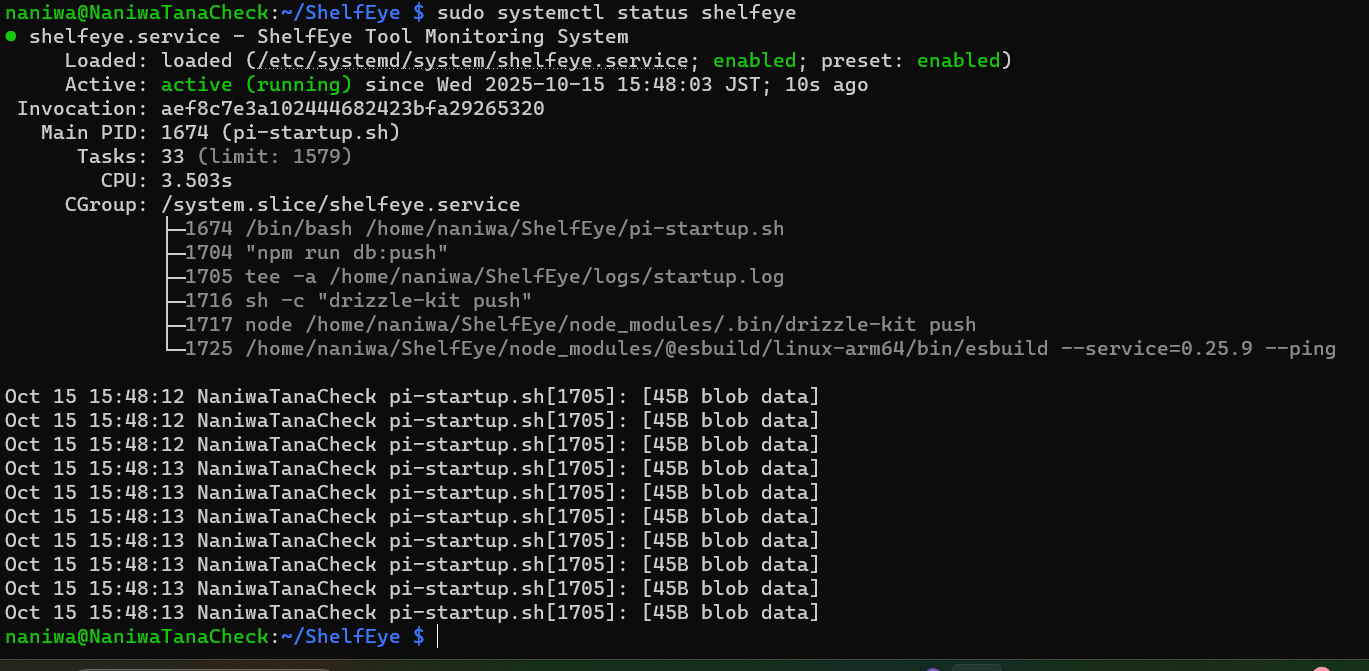 naniwa@NaniwaTanaCheck:~/ShelfEye $ sudo systemctl status shelfeye
● shelfeye.service - ShelfEye Tool Monitoring System
     Loaded: loaded (/etc/systemd/system/shelfeye.service; enabled; preset: enabled)
     Active: active (running) since Wed 2025-10-15 15:48:03 JST; 10s ago
 Invocation: aef8c7e3a102444682423bfa29265320
   Main PID: 1674 (pi-startup.sh)
      Tasks: 33 (limit: 1579)
        CPU: 3.503s
     CGroup: /system.slice/shelfeye.service
             ├─1674 /bin/bash /home/naniwa/ShelfEye/pi-startup.sh
             ├─1704 "npm run db:push"
             ├─1705 tee -a /home/naniwa/ShelfEye/logs/startup.log
             ├─1716 sh -c "drizzle-kit push"
             ├─1717 node /home/naniwa/ShelfEye/node_modules/.bin/drizzle-kit push
             └─1725 /home/naniwa/ShelfEye/node_modules/@esbuild/linux-arm64/bin/esbuild --service=0.25.9 --ping

Oct 15 15:48:12 NaniwaTanaCheck pi-startup.sh[1705]: [45B blob data]
Oct 15 15:48:12 NaniwaTanaCheck pi-startup.sh[1705]: [45B blob data]
Oct 15 15:48:12 NaniwaTanaCheck pi-startup.sh[1705]: [45B blob data]
Oct 15 15:48:13 NaniwaTanaCheck pi-startup.sh[1705]: [45B blob data]
Oct 15 15:48:13 NaniwaTanaCheck pi-startup.sh[1705]: [45B blob data]
Oct 15 15:48:13 NaniwaTanaCheck pi-startup.sh[1705]: [45B blob data]
Oct 15 15:48:13 NaniwaTanaCheck pi-startup.sh[1705]: [45B blob data]
Oct 15 15:48:13 NaniwaTanaCheck pi-startup.sh[1705]: [45B blob data]
Oct 15 15:48:13 NaniwaTanaCheck pi-startup.sh[1705]: [45B blob data]
Oct 15 15:48:13 NaniwaTanaCheck pi-startup.sh[1705]: [45B blob data]
naniwa@NaniwaTanaCheck:~/ShelfEye $